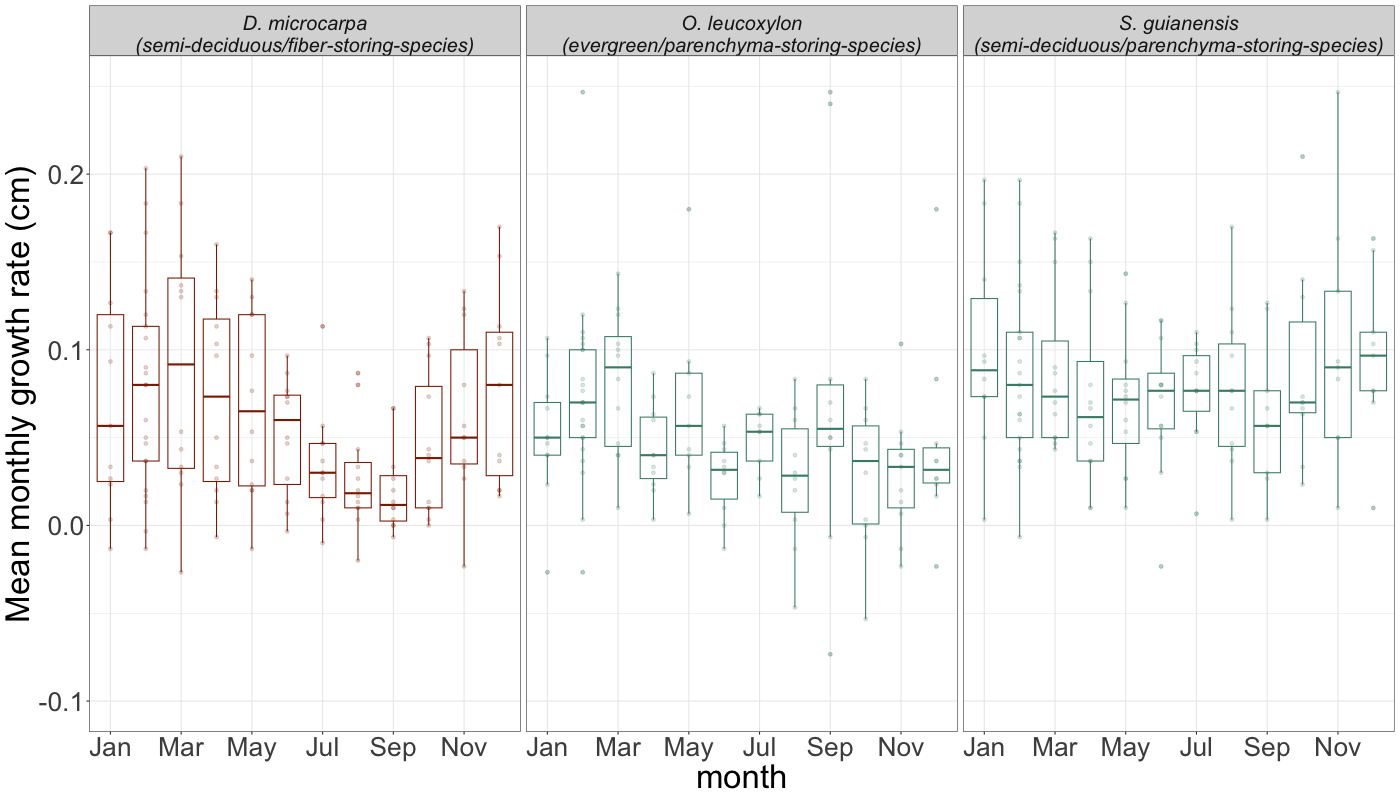 D. microcarpa
(semi-deciduous/fiber-storing-species)
O. leucoxylon
(evergreen/parenchyma-storing-species)
S. guianensis
(semi-deciduous/parenchyma-storing-species)
Mean monthly growth rate (cm)
0.2
0.1
0.0
-0.1
Jan Mar May Jul Sep Nov
Jan Mar May Jul Sep Nov
Jan Mar May Jul Sep Nov
month